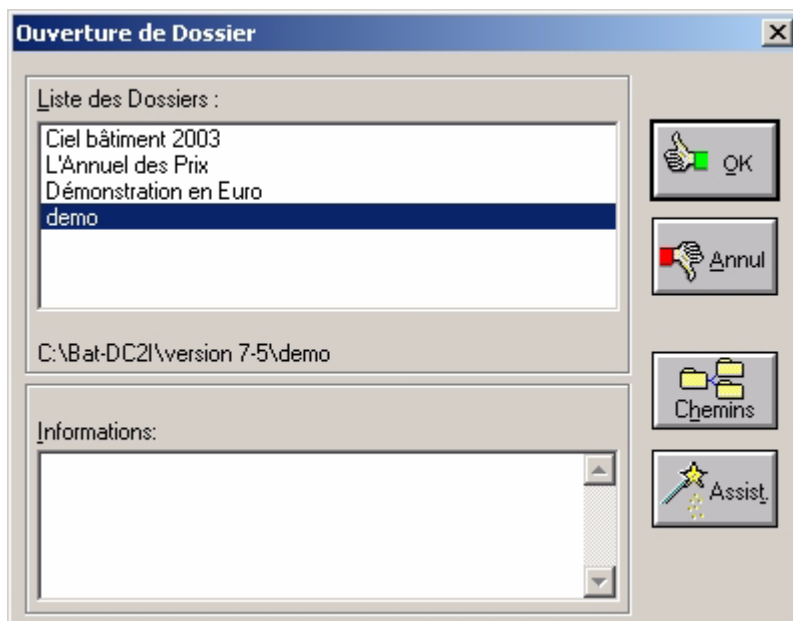 Ouverture de Dossier
Liste des Dossiers :
Ciel bâtiment 2003
L'Annuel des Prix
Démonstration en Euro
demo
C:\Bat-DC2I\version 7-5\demo
Informations:
OK
Annul
Chemins
Assist.